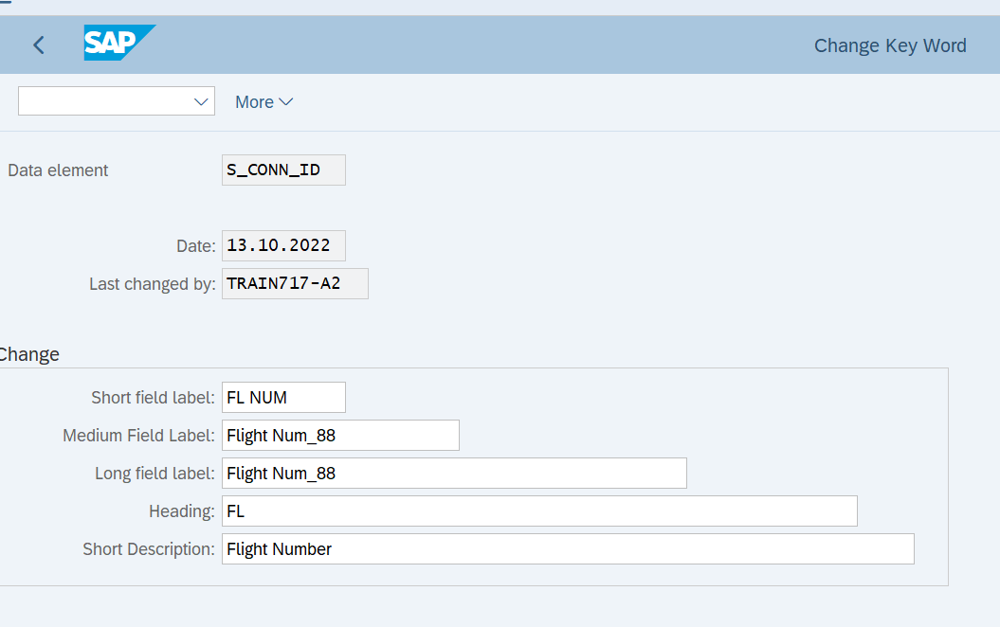 SAP
Change Key Word
More
Data element S_CONN_ID
Date: 13.10.2022
Last changed by: TRAIN717-A2
Change
Short field label: FL NUM
Medium Field Label: Flight Num_88
Long field label: Flight Num_88
Heading: FL
Short Description: Flight Number